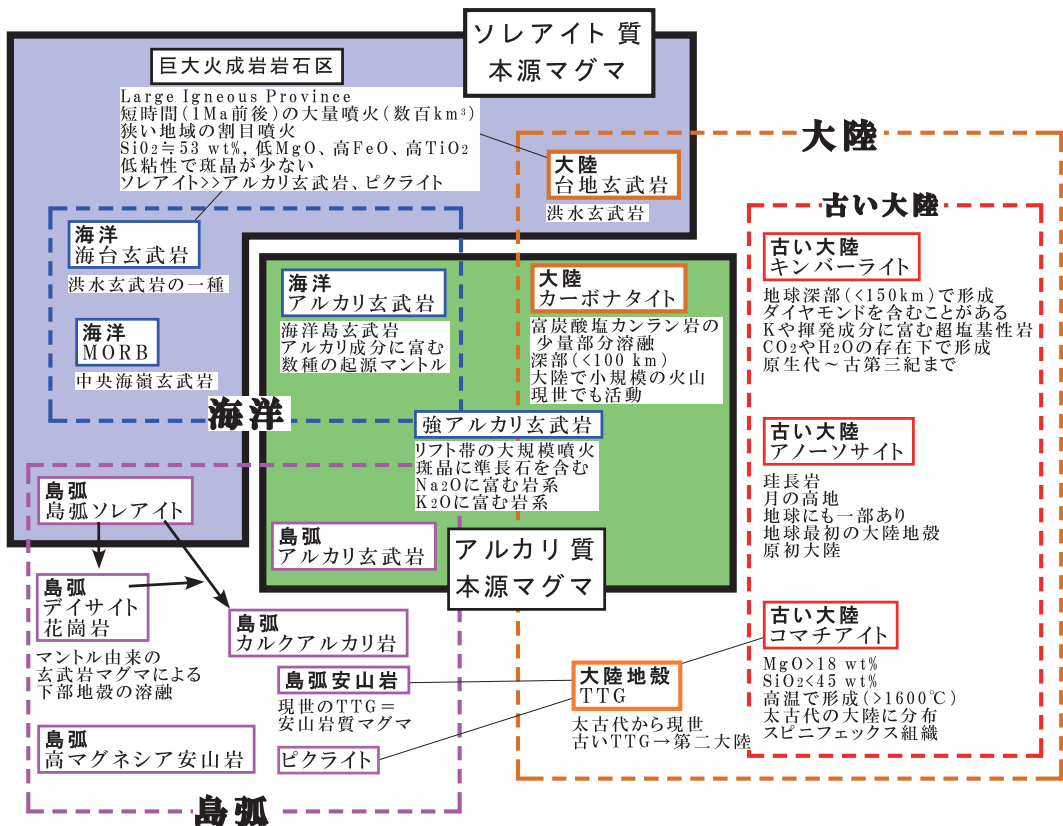 ソレアイト 質
本源マグマ
巨大火成岩岩石区
Large Igneous Province
短時間(1Ma前後)の大量噴火(数百km³)
狭い地域の割目噴火
SiO₂≒53 wt%, 低MgO、高FeO、高TiO₂
低粘性で斑晶が少ない
ソレアイト>>アルカリ玄武岩、ピクライト
大陸
大陸
台地玄武岩
洪水玄武岩
海洋
海台玄武岩
洪水玄武岩の一種
海洋
MORB
中央海嶺玄武岩
海洋
海洋
アルカリ玄武岩
海洋島玄武岩
アルカリ成分に富む
数種の起源マントル
大陸
カーボナタイト
富炭酸塩カンラン岩の
少量部分溶融
深部(<100 km)
大陸で小規模の火山
現世でも活動
強アルカリ玄武岩
リフト帯の大規模噴火
斑晶に準長石を含む
Na₂Oに富む岩系
K₂Oに富む岩系
島弧
アルカリ玄武岩
アルカリ 質
本源マグマ
古い大陸
古い大陸
キンバーライト
地球深部(<150km)で形成
ダイヤモンドを含むことがある
Kや揮発成分に富む超塩基性岩
CO₂やH₂Oの存在下で形成
原生代～古第三紀まで
古い大陸
アノーソサイト
珪長岩
月の高地
地球にも一部あり
地球最初の大陸地殻
原初大陸
古い大陸
コマチアイト
MgO>18 wt%
SiO₂<45 wt%
高温で形成(>1600℃)
太古代の大陸に分布
スピニフェックス組織
島弧
島弧ソレアイト
島弧
デイサイト
花崗岩
マントル由来の
玄武岩マグマによる
下部地殻の溶融
島弧
カルクアルカリ岩
島弧安山岩
現世のTTG＝
安山岩質マグマ
大陸地殻
TTG
太古代から現世
古いTTG→第二大陸
島弧
高マグネシア安山岩
ピクライト
島弧